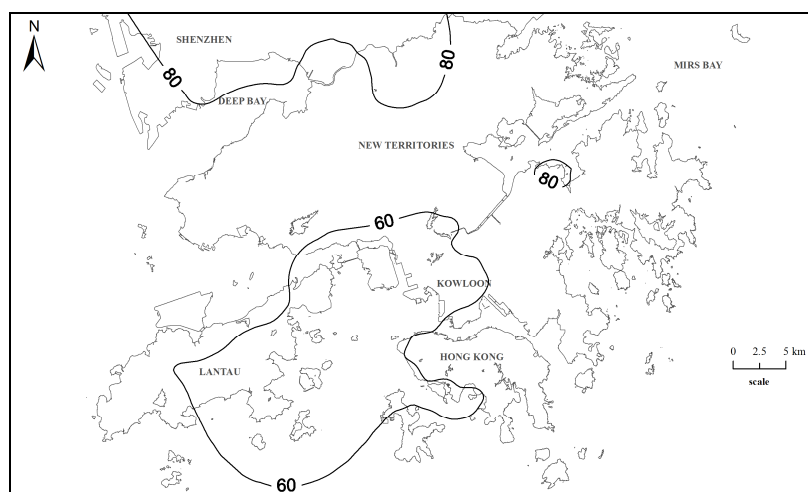 N
SHENZHEN
80
80
MIRS BAY
DEEP BAY
NEW TERRITORIES
80
60
KOWLOON
HONG KONG
LANTAU
0 2.5 5 km
scale
60